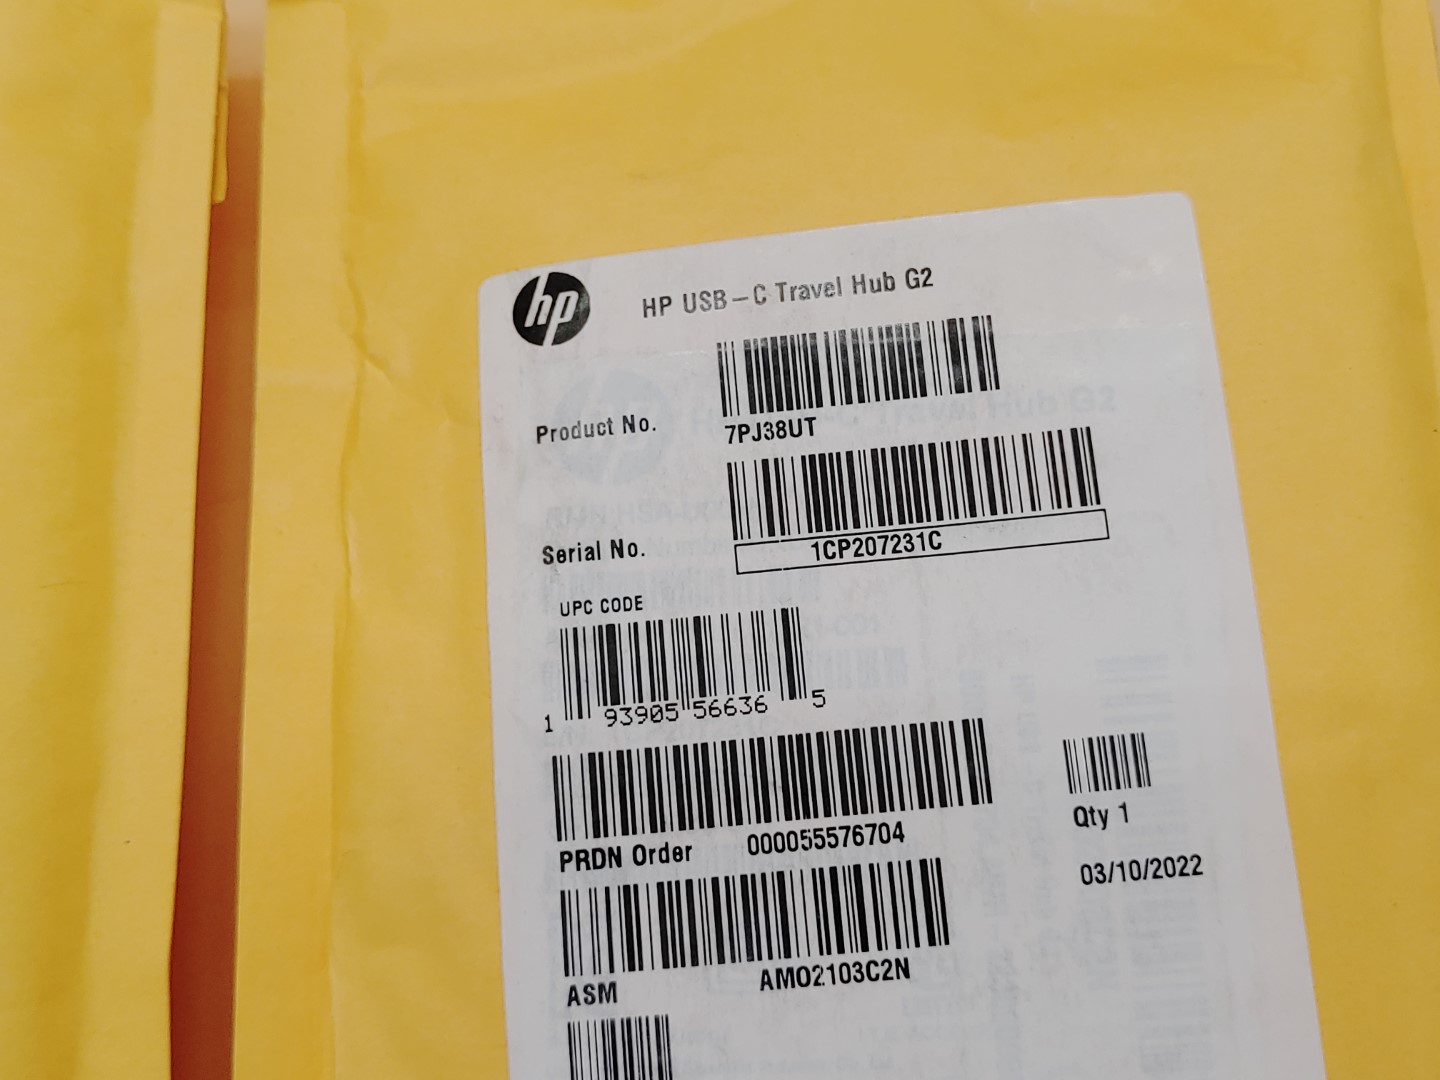 hp
HP USB-C Travel Hub G2
Product No.
7PJ38UT
Serial No.
1CP207231C
UPC CODE
1 93905 56636 5
PRDN Order 000055576704
Qty 1
03/10/2022
ASM AMO2103C2N